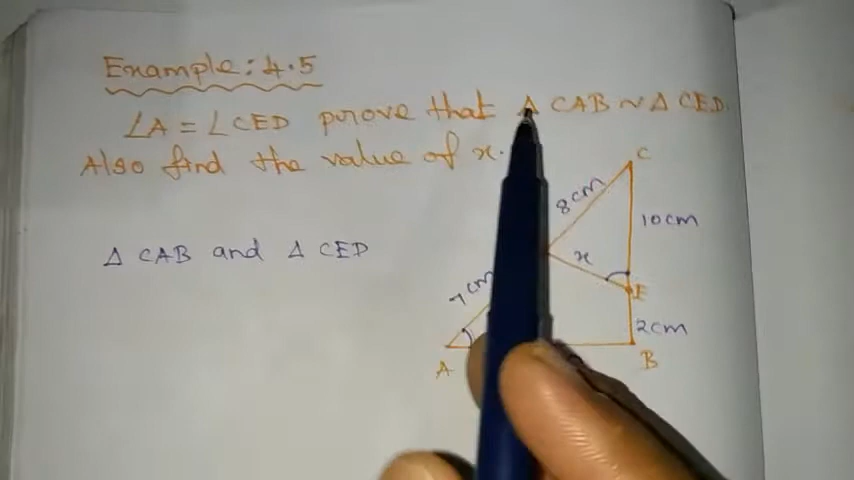 Example: 4.5
∠A = ∠CED prove that Δ CAB ~ Δ CED.
Also find the value of x.
C
8cm
10cm
Δ CAB and Δ CED
x
7cm
E
2cm
A
B